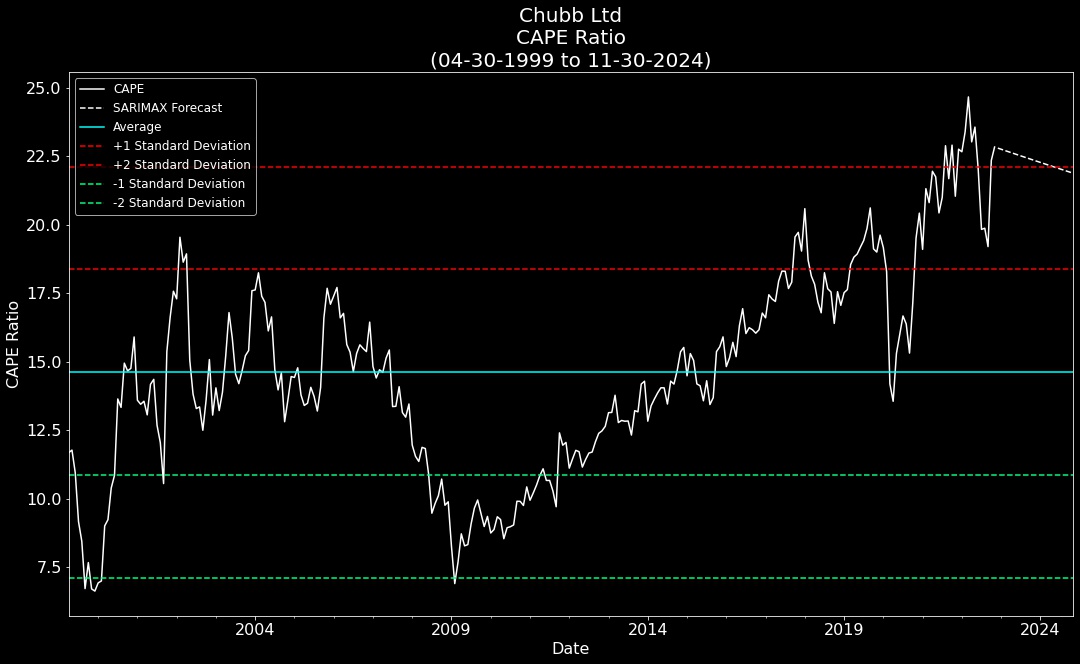 Chubb Ltd
CAPE Ratio
(04-30-1999 to 11-30-2024)
CAPE
SARIMAX Forecast
Average
+1 Standard Deviation
+2 Standard Deviation
-1 Standard Deviation
-2 Standard Deviation
CAPE Ratio
25.0
22.5
20.0
17.5
15.0
12.5
10.0
7.5
2004 2009 2014 2019 2024
Date